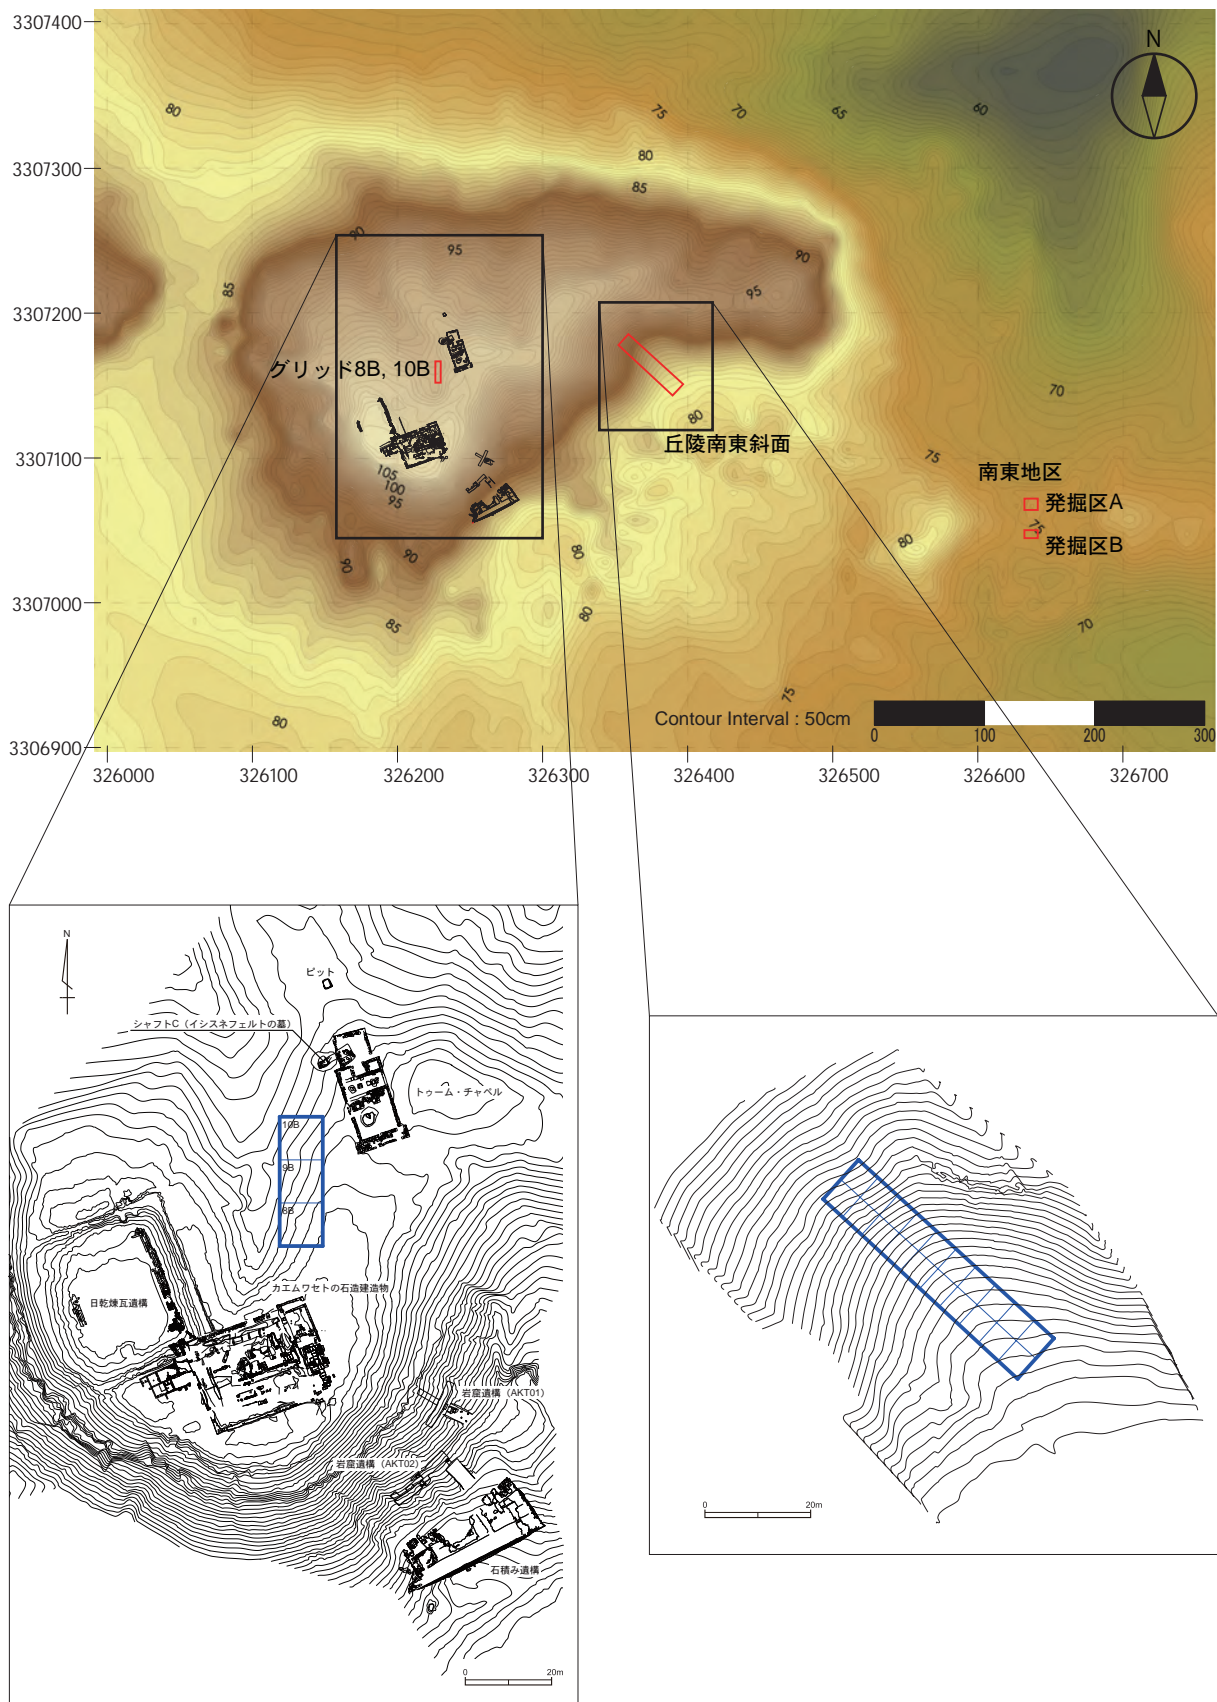 3307400
N
80
75
70
65
60
3307300
80
85
90
95
90
85
95
3307200
グリッド8B, 10B
70
80
丘陵南東斜面
3307100
75
南東地区
105
100
95
発掘区A
75
80
発掘区B
90
90
80
3307000
80
85
70
75
80
Contour Interval : 50cm
3306900
0
100
200
300
326000
326100
326200
326300
326400
326500
326600
326700
N
ピット
シャフトC（イシスネフェルトの墓）
トゥーム・チャペル
10B
9B
8B
カエムワセトの石造建造物
日乾煉瓦遺構
岩窟遺構（AKT01）
岩窟遺構（AKT02）
石積み遺構
0
20m
0
20m